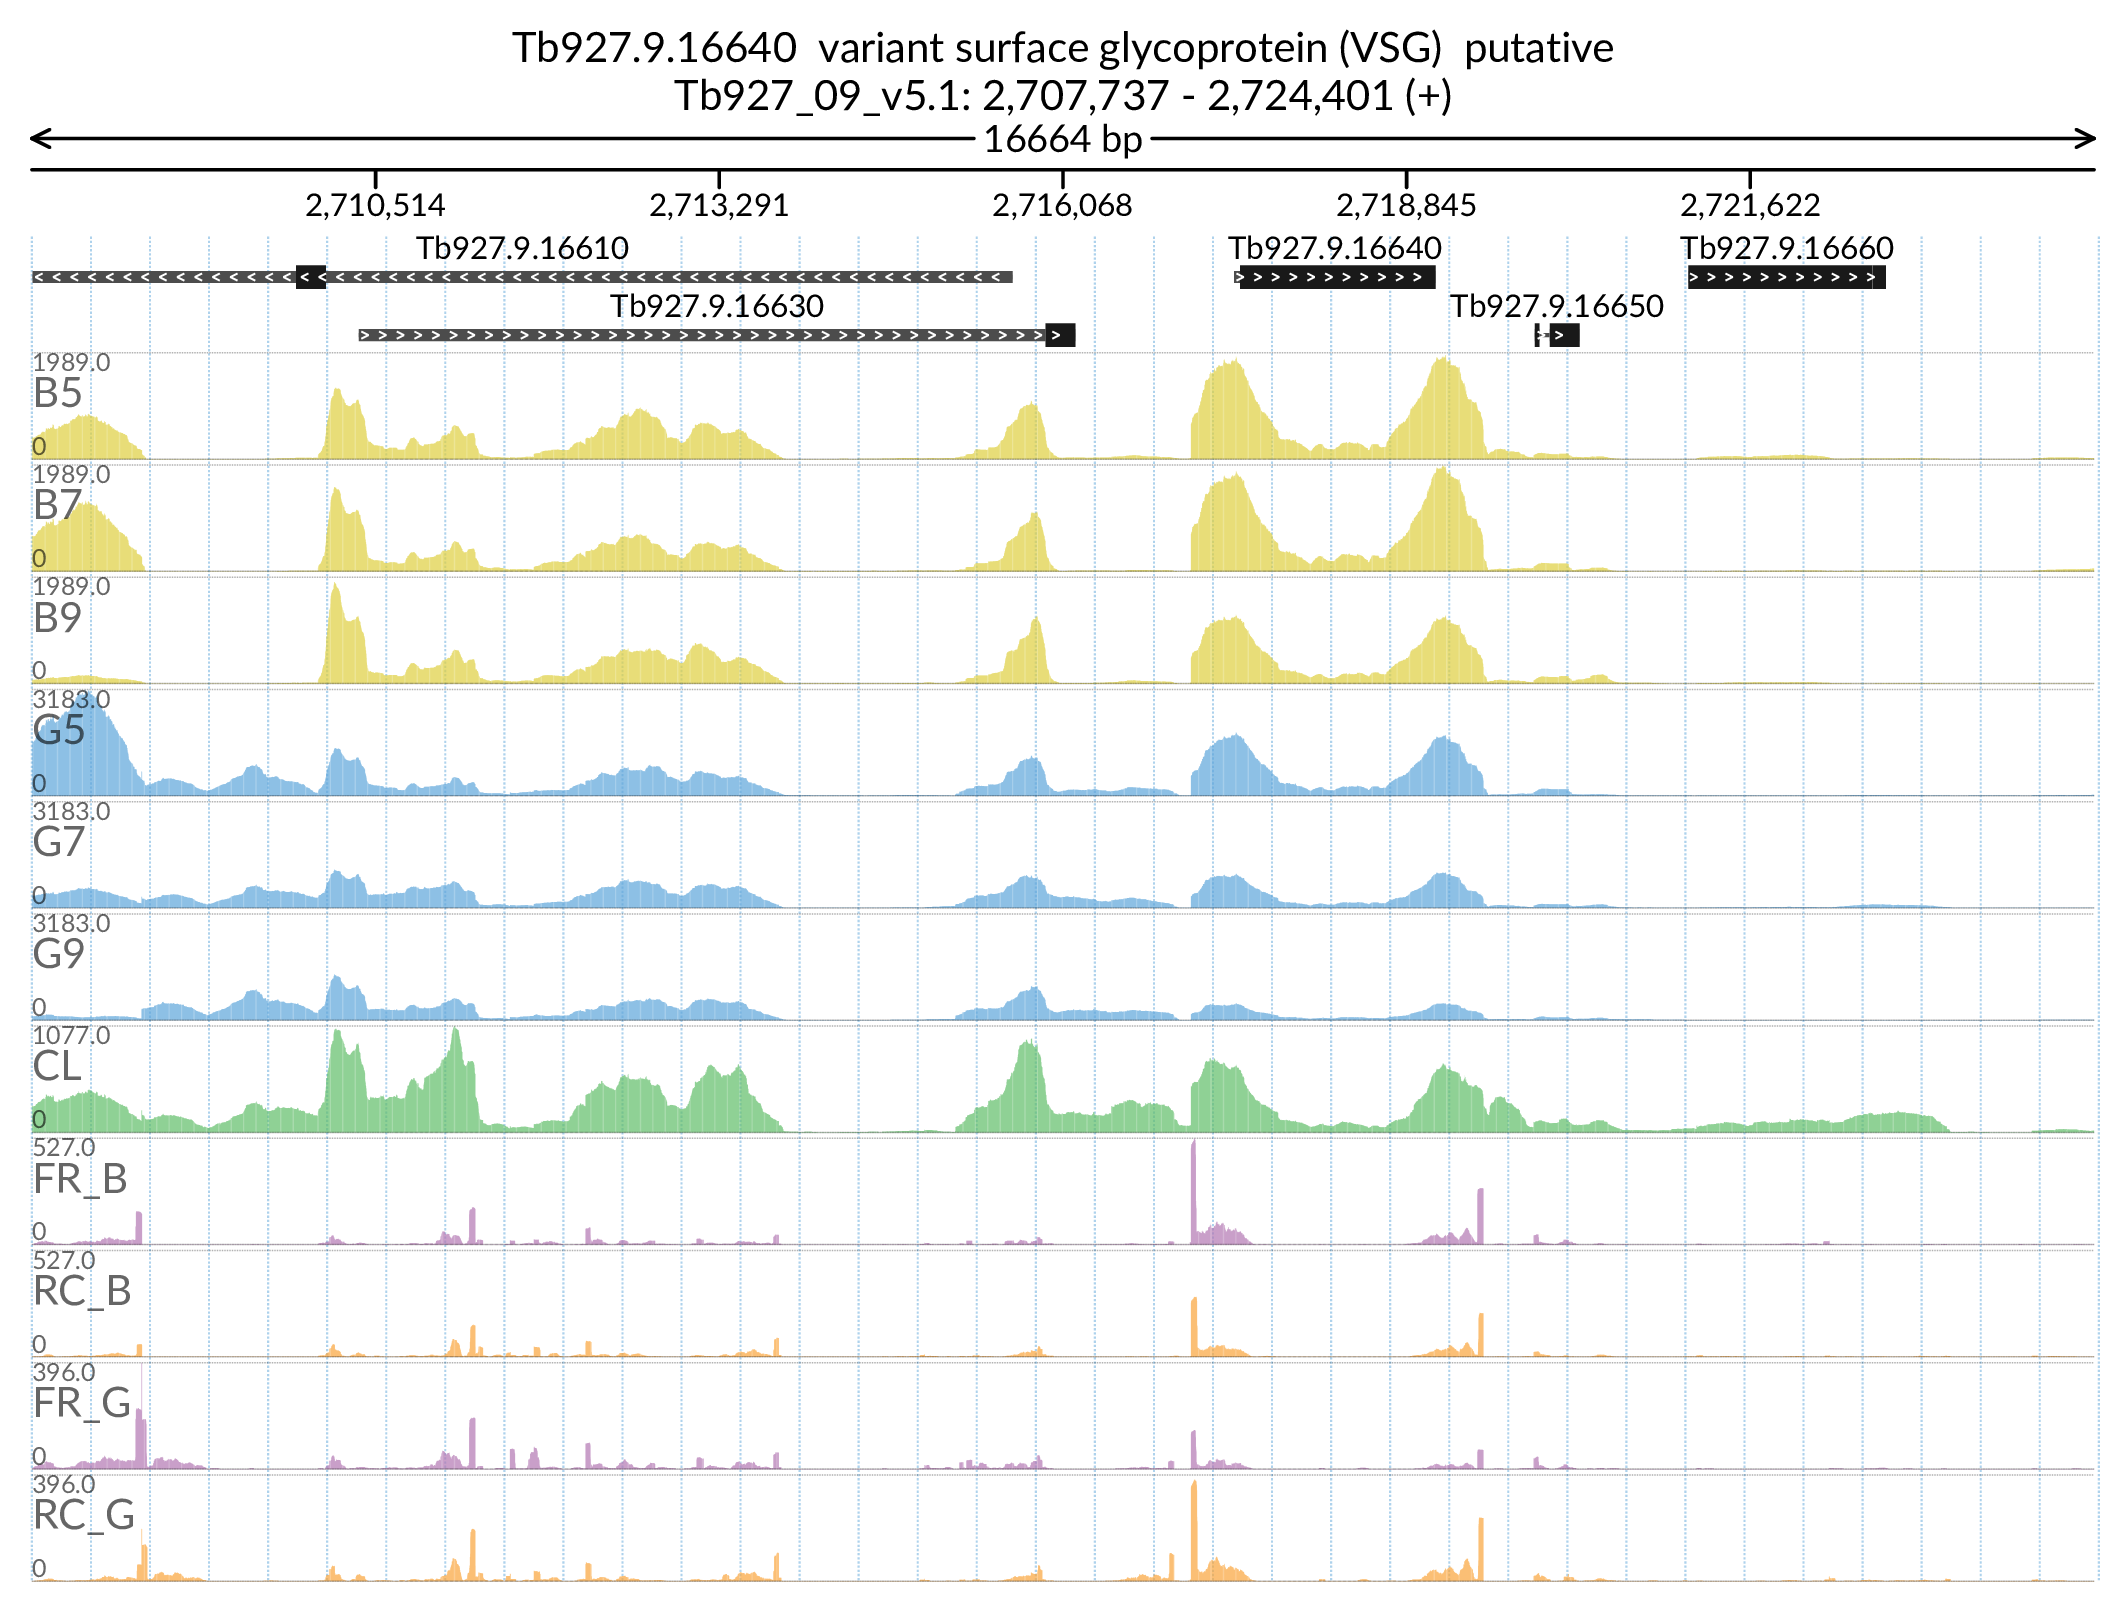 Tb927.9.16640  variant surface glycoprotein (VSG)  putative
Tb927_09_v5.1: 2,707,737 - 2,724,401 (+)
16664 bp
2,710,514 2,713,291 2,716,068 2,718,845 2,721,622
Tb927.9.16610 Tb927.9.16640 Tb927.9.16660
Tb927.9.16630 Tb927.9.16650
1989.0
B5
0
1989.0
B7
0
1989.0
B9
0
3183.0
G5
0
3183.0
G7
0
3183.0
G9
0
1077.0
CL
0
527.0
FR_B
0
527.0
RC_B
0
396.0
FR_G
0
396.0
RC_G
0